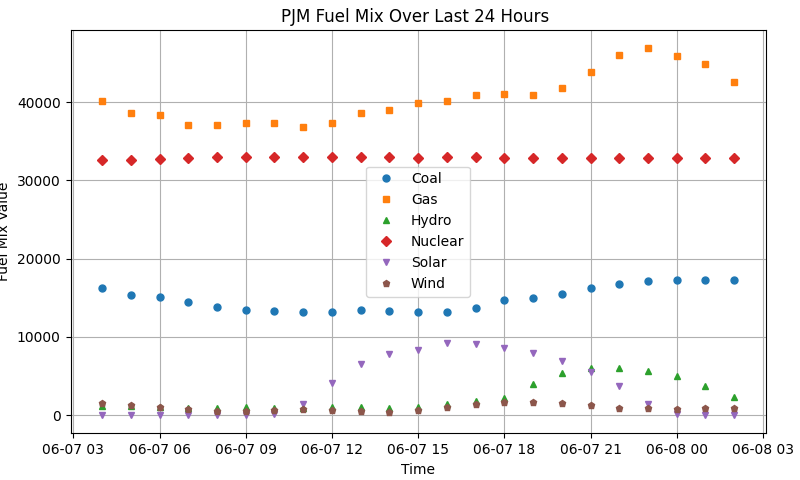 PJM Fuel Mix Over Last 24 Hours
Fuel Mix Value
40000
30000
20000
10000
0
Coal
Gas
Hydro
Nuclear
Solar
Wind
06-07 03 06-07 06 06-07 09 06-07 12 06-07 15 06-07 18 06-07 21 06-08 00 06-08 03
Time